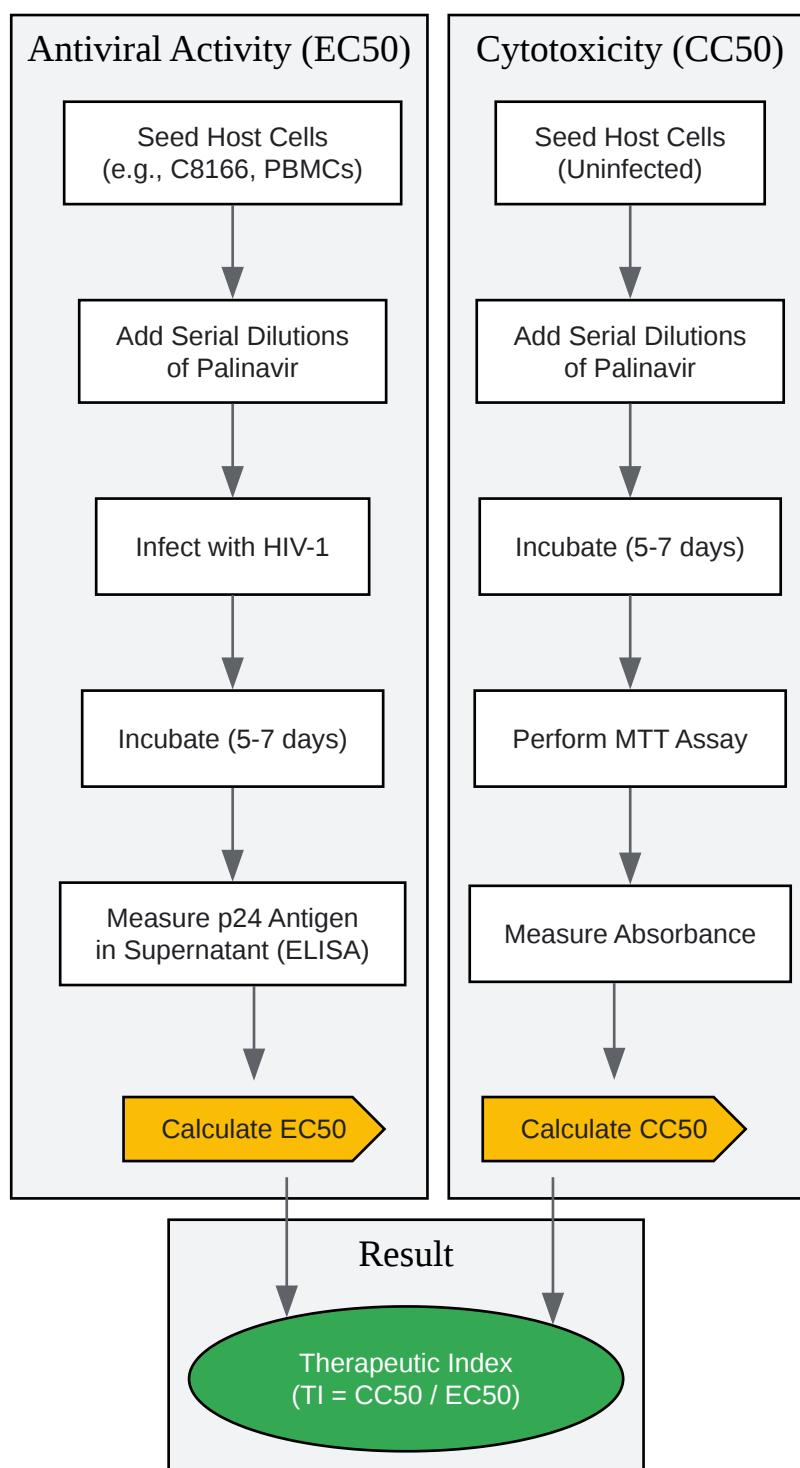 Antiviral Activity (EC50)
Seed Host Cells
(e.g., C8166, PBMCs)
Add Serial Dilutions
of Palinavir
Infect with HIV-1
Incubate (5-7 days)
Measure p24 Antigen
in Supernatant (ELISA)
Calculate EC50
Cytotoxicity (CC50)
Seed Host Cells
(Uninfected)
Add Serial Dilutions
of Palinavir
Incubate (5-7 days)
Perform MTT Assay
Measure Absorbance
Calculate CC50
Result
Therapeutic Index
(TI = CC50 / EC50)